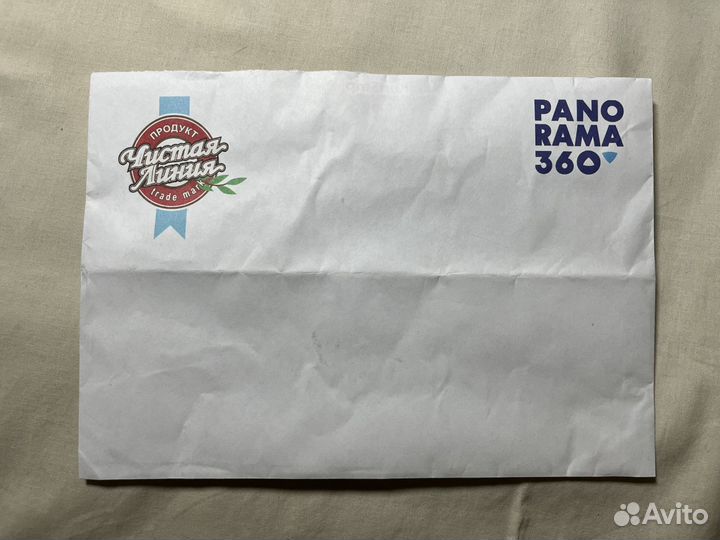 ПРОДУКТ
Чистая
Линия
trade mark
PANO
RAMA
360°
Avito